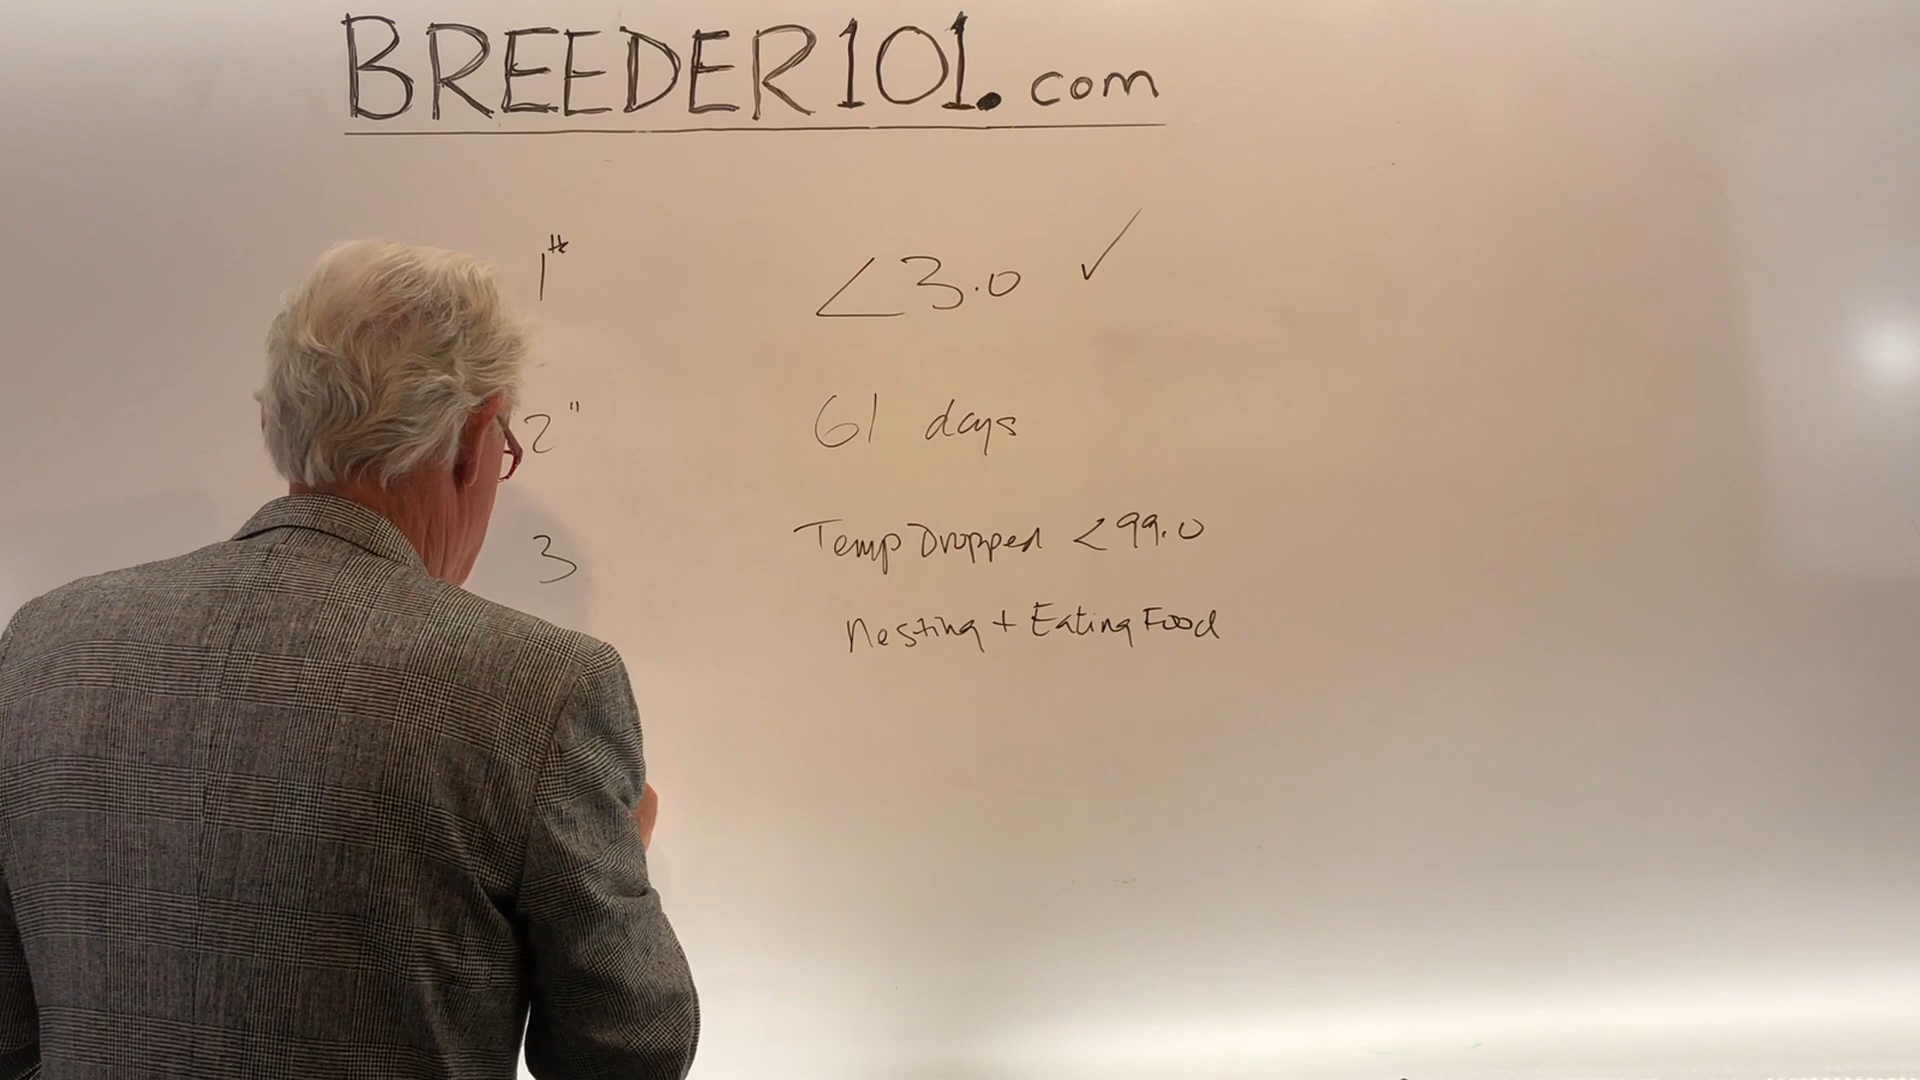 BREEDER101.com
1st <3.0 ✓
2" 61 days
3 Temp Dropped <99.0
Nesting + Eating Food